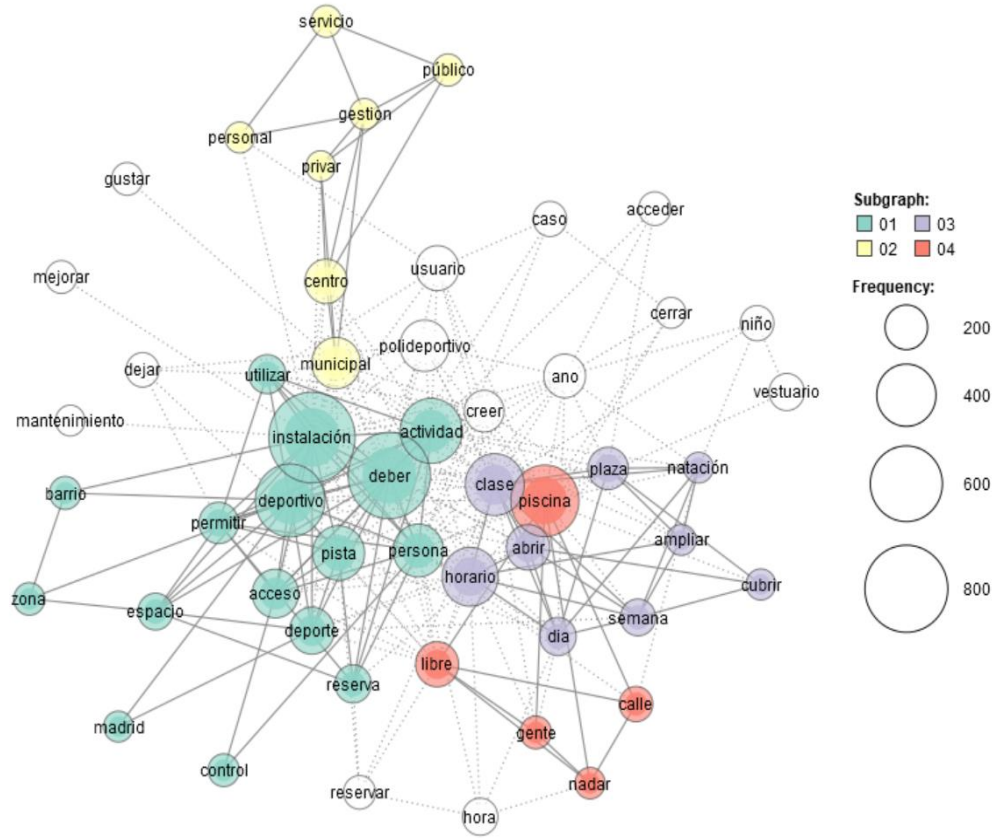 servicio
público
gestión
personal
privar
gustar
caso
acceder
usuario
mejorar
centro
cerrar
niño
polideportivo
municipal
dejar
utilizar
ano
vestuario
mantenimiento
creer
instalación
actividad
deber
clase
plaza
natación
barrio
deportivo
piscina
permitir
pista
persona
abrir
ampliar
horario
cubrir
zona
acceso
espacio
semana
deporte
dia
libre
reserva
calle
madrid
gente
control
nadar
reservar
hora
Subgraph:
01 03
02 04
Frequency:
200
400
600
800